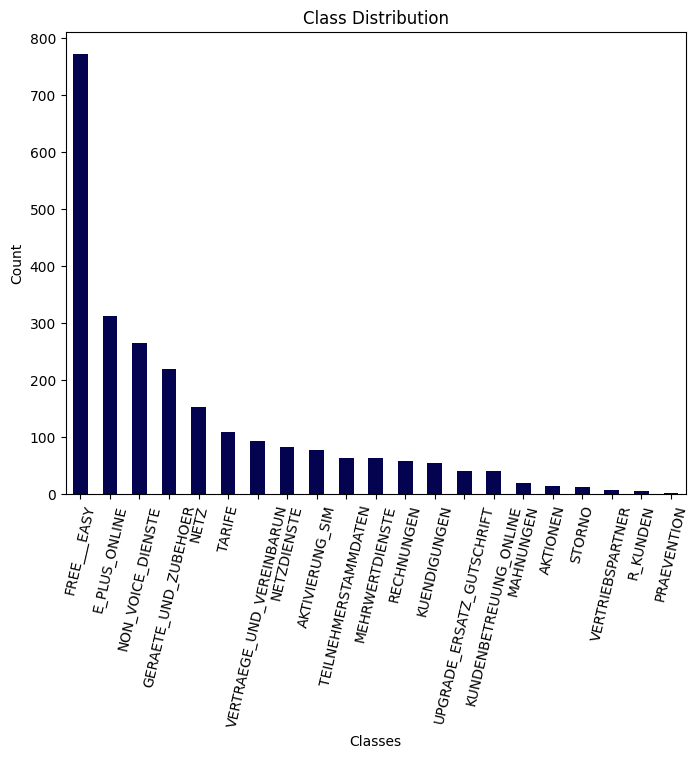 Class Distribution
Count
800
700
600
500
400
300
200
100
0
FREE___EASY
E_PLUS_ONLINE
NON_VOICE_DIENSTE
GERAETE_UND_ZUBEHOER
NETZ
TARIFE
VERTRAEGE_UND_VEREINBARUN
NETZDIENSTE
AKTIVIERUNG_SIM
TEILNEHMERSTAMMDATEN
MEHRWERTDIENSTE
RECHNUNGEN
KUENDIGUNGEN
UPGRADE_ERSATZ_GUTSCHRIFT
KUNDENBETREUUNG_ONLINE
MAHNUNGEN
AKTIONEN
STORNO
VERTRIEBSPARTNER
R_KUNDEN
PRAEVENTION
Classes